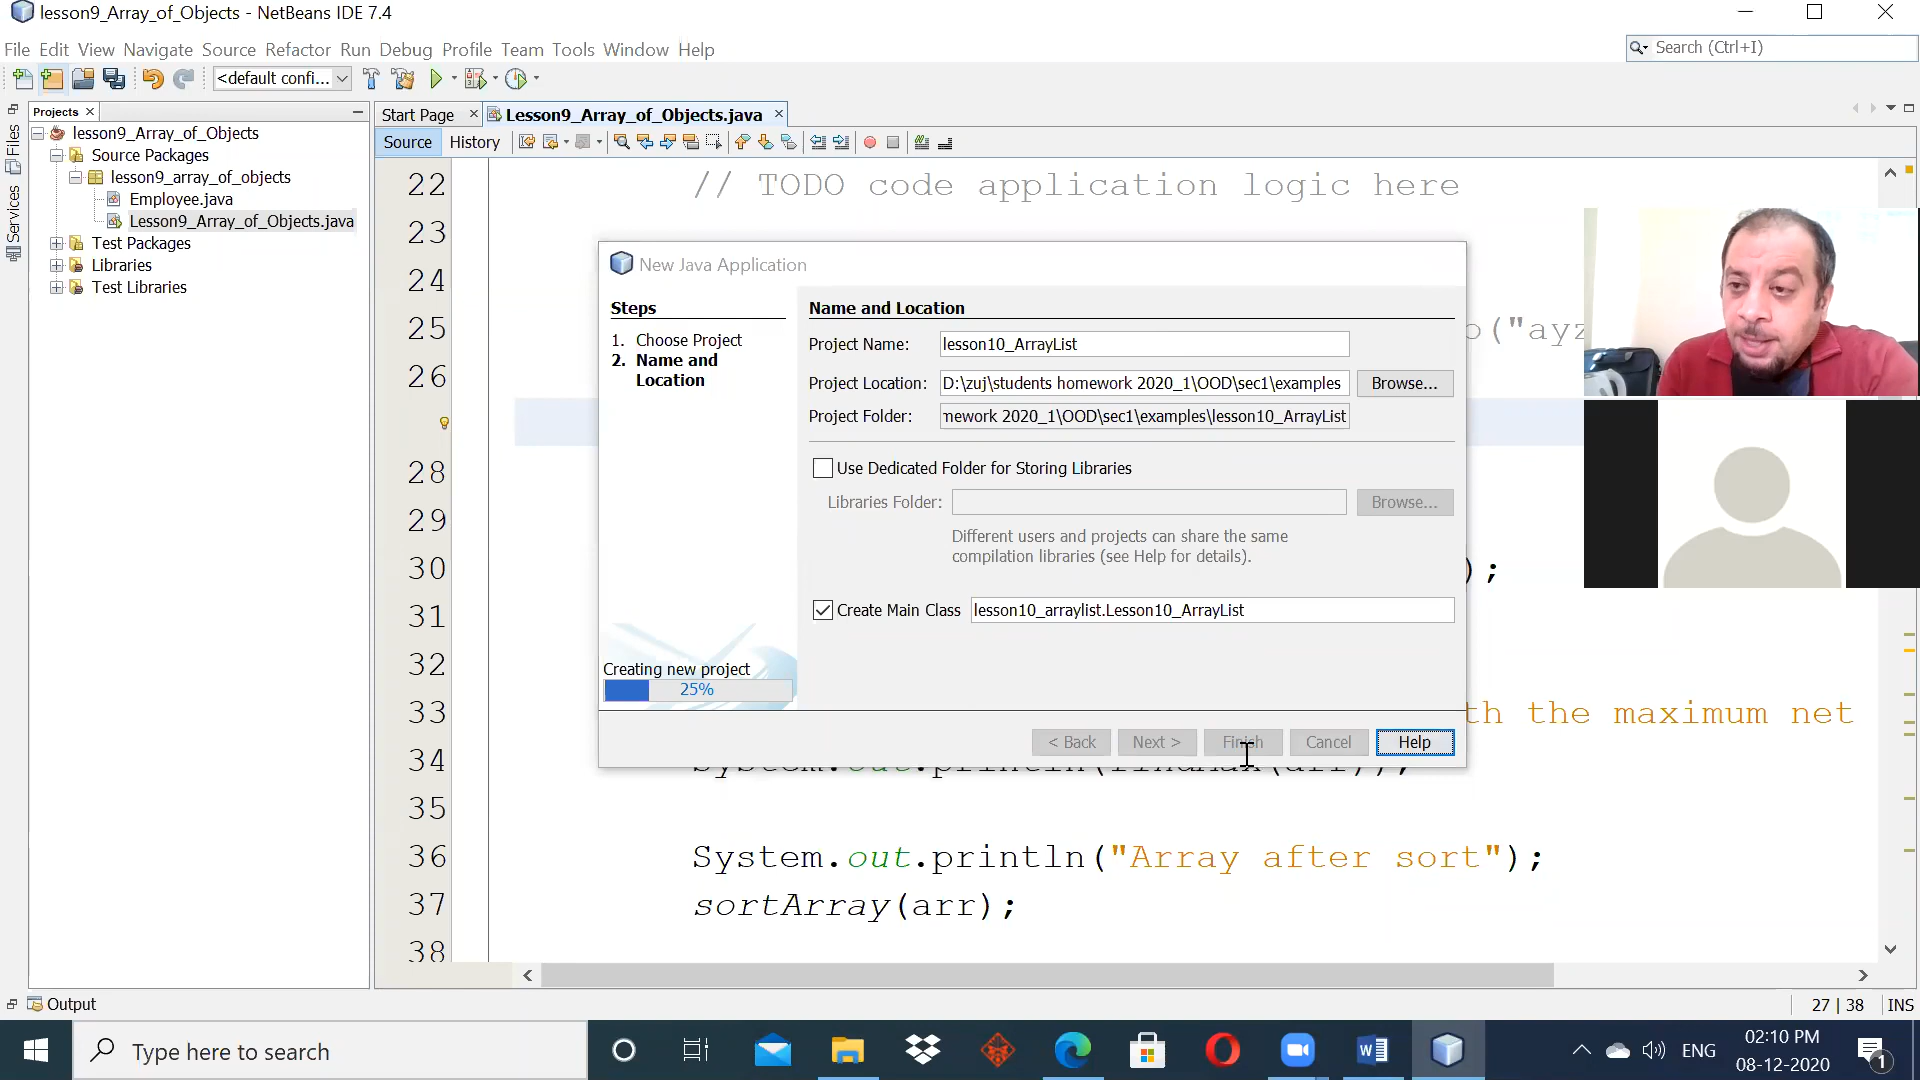 lesson9_Array_of_Objects - NetBeans IDE 7.4
File Edit View Navigate Source Refactor Run Debug Profile Team Tools Window Help
Search (Ctrl+I)
<default confi...
Projects
Start Page
Lesson9_Array_of_Objects.java
Files
Services
lesson9_Array_of_Objects
Source Packages
lesson9_array_of_objects
Employee.java
Lesson9_Array_of_Objects.java
Test Packages
Libraries
Test Libraries
Source
History
22 // TODO code application logic here
23
24
25 o("ayz
26
28
29
30 );
31
32
33 th the maximum net
34
35
36 System.out.println("Array after sort");
37 sortArray(arr);
38
New Java Application
Steps
1. Choose Project
2. Name and
Location
Creating new project
25%
Name and Location
Project Name: lesson10_ArrayList
Project Location: D:\zuj\students homework 2020_1\OOD\sec1\examples Browse...
Project Folder: nework 2020_1\OOD\sec1\examples\lesson10_ArrayList
Use Dedicated Folder for Storing Libraries
Libraries Folder: Browse...
Different users and projects can share the same
compilation libraries (see Help for details).
Create Main Class lesson10_arraylist.Lesson10_ArrayList
< Back Next > Finish Cancel Help
Output
27 | 38 INS
Type here to search
ENG
02:10 PM
08-12-2020
1